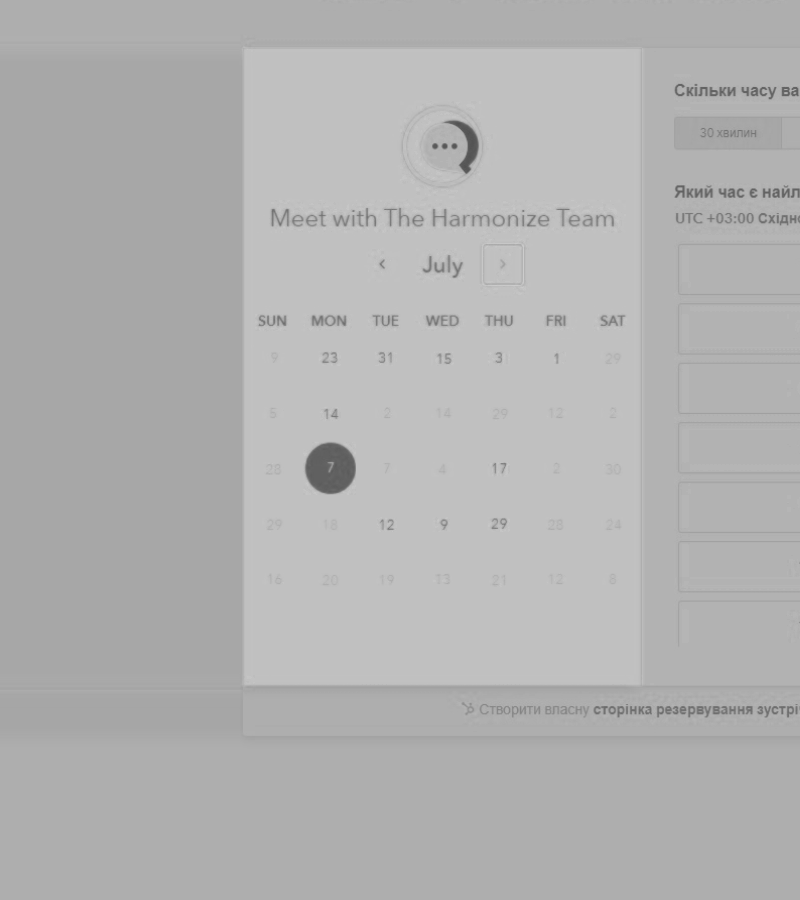 Meet with The Harmonize Team
July
SUN MON TUE WED THU FRI SAT
9 23 31 15 3 1 29
5 14 2 14 29 12 2
28 7 7 4 17 2 30
29 18 12 9 29 28 24
16 20 19 13 21 12 8
Скільки часу ва
30 хвилин
Який час є найл
UTC +03:00 Східно
Створити власну сторінка резервування зустрі